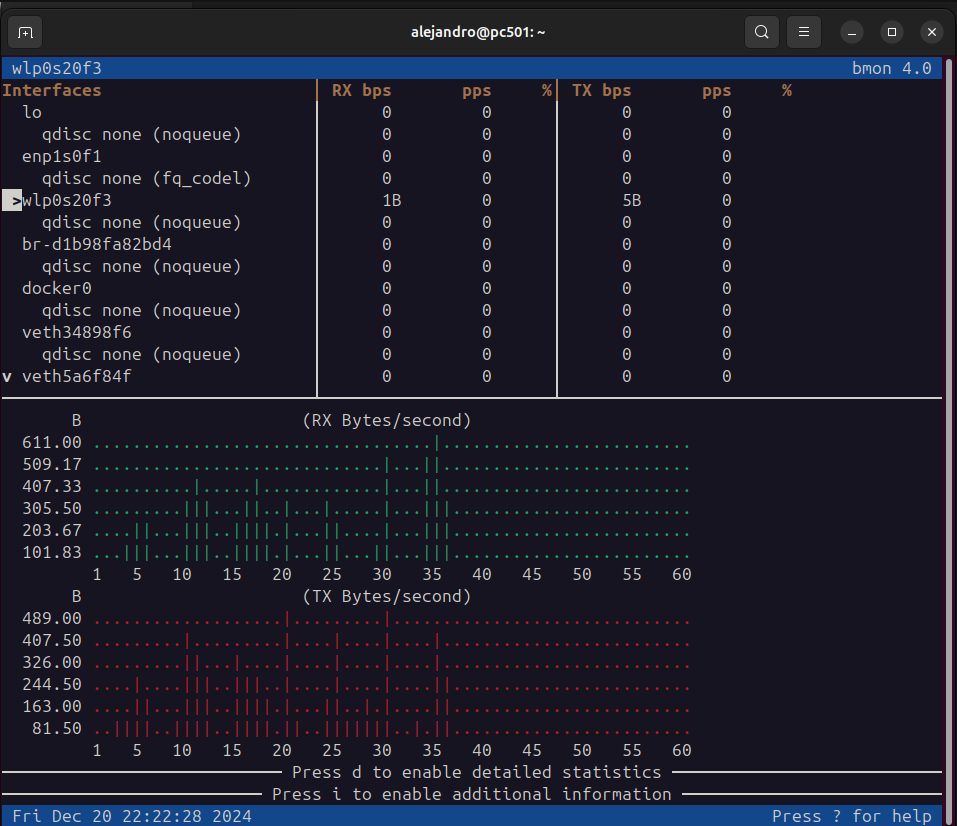 alejandro@pc501: ~
wlp0s20f3 bmon 4.0
Interfaces RX bps pps % TX bps pps %
lo 0 0 0 0
qdisc none (noqueue) 0 0 0 0
enp1s0f1 0 0 0 0
qdisc none (fq_codel) 0 0 0 0
>wlp0s20f3 1B 0 5B 0
qdisc none (noqueue) 0 0 0 0
br-d1b98fa82bd4 0 0 0 0
qdisc none (noqueue) 0 0 0 0
docker0 0 0 0 0
qdisc none (noqueue) 0 0 0 0
veth34898f6 0 0 0 0
qdisc none (noqueue) 0 0 0 0
v veth5a6f84f 0 0 0 0
B (RX Bytes/second)
611.00
509.17
407.33
305.50
203.67
101.83
1 5 10 15 20 25 30 35 40 45 50 55 60
B (TX Bytes/second)
489.00
407.50
326.00
244.50
163.00
81.50
1 5 10 15 20 25 30 35 40 45 50 55 60
Press d to enable detailed statistics
Press i to enable additional information
Fri Dec 20 22:22:28 2024 Press ? for help